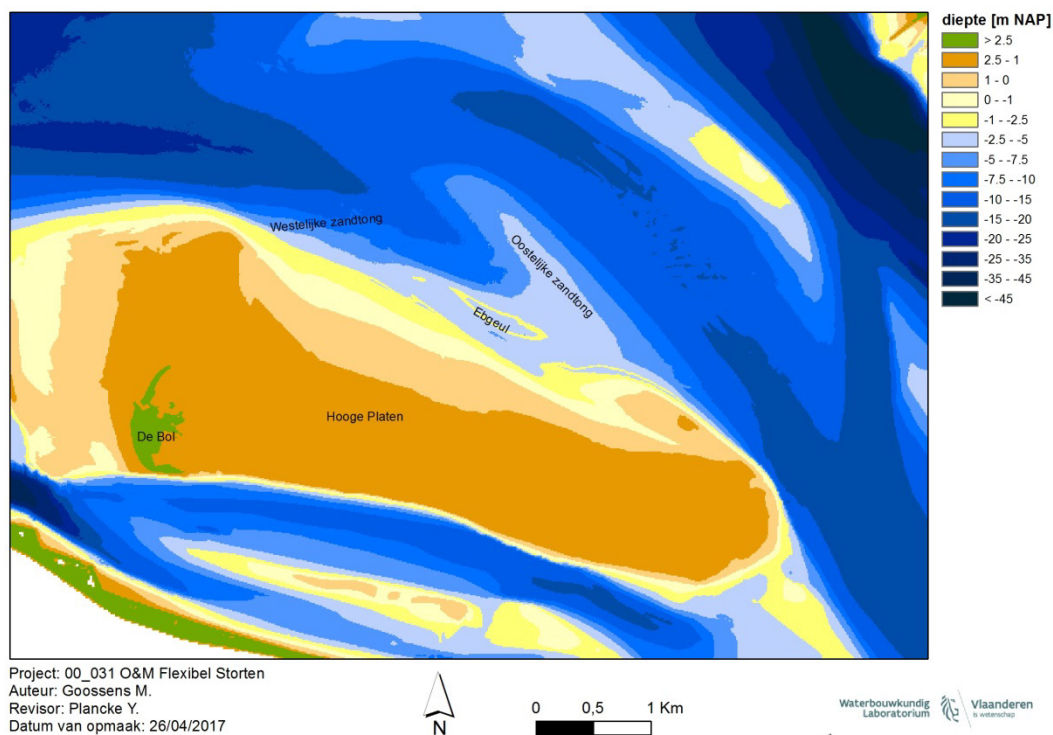 diepte [m NAP]
> 2.5
2.5 - 1
1 - 0
0 - -1
-1 - -2.5
-2.5 - -5
-5 - -7.5
-7.5 - -10
-10 - -15
-15 - -20
-20 - -25
-25 - -35
-35 - -45
< -45
Westelijke zandtong
Oostelijke zandtong
Ebgeul
Hooge Platen
De Bol
Project: 00_031 O&M Flexibel Storten
Auteur: Goossens M.
Revisor: Plancke Y.
Datum van opmaak: 26/04/2017
N
0 0,5 1 Km
Waterbouwkundig
Laboratorium
Vlaanderen
is wetenschap